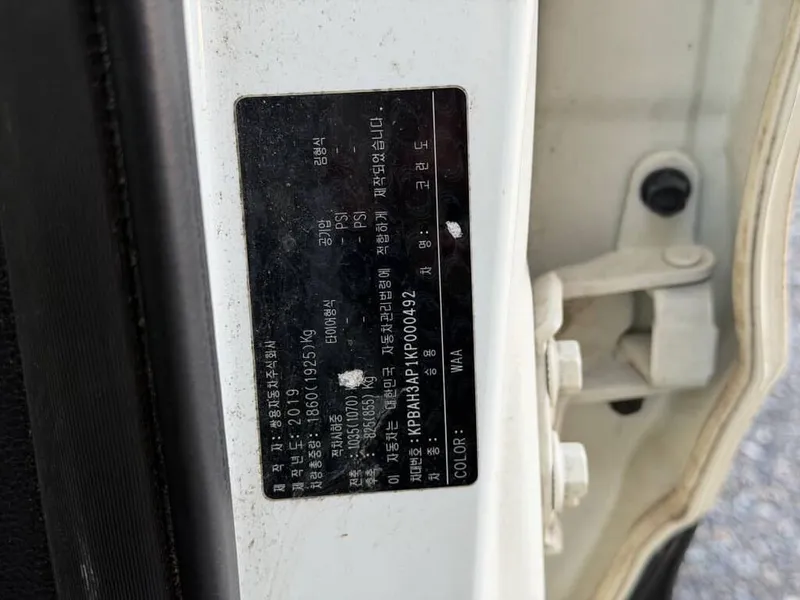 제 작 자: 쌍용자동차주식회사
제작년도: 2019
차량총중량: 1860(1925)Kg
적차시하중 타이어형식 공기압 림형식
전축: 1035(1070) - - PSI -
후축: 825(855) Kg - - PSI -
이 자동차는 대한민국 자동차관리법령에 적합하게 제작되었습니다.
차대번호: KPBAH3AP1KP000492
차 종: 승용 차 명: 코란도
COLOR: WAA